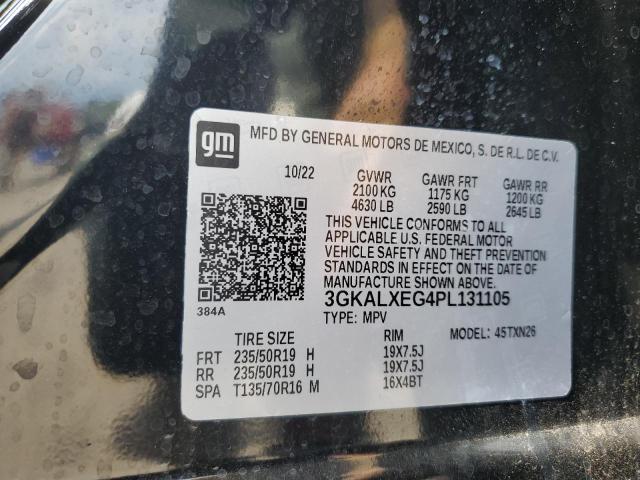 gm
MFD BY GENERAL MOTORS DE MEXICO, S. DE R.L. DE C.V.
10/22 GVWR GAWR FRT GAWR RR
2100 KG 1175 KG 1200 KG
4630 LB 2590 LB 2645 LB
THIS VEHICLE CONFORMS TO ALL
APPLICABLE U.S. FEDERAL MOTOR
VEHICLE SAFETY AND THEFT PREVENTION
STANDARDS IN EFFECT ON THE DATE OF
MANUFACTURE SHOWN ABOVE.
384A
3GKALXEG4PL131105
TYPE: MPV MODEL: 45TXN26
TIRE SIZE RIM
FRT 235/50R19 H 19X7.5J
RR 235/50R19 H 19X7.5J
SPA T135/70R16 M 16X4BT